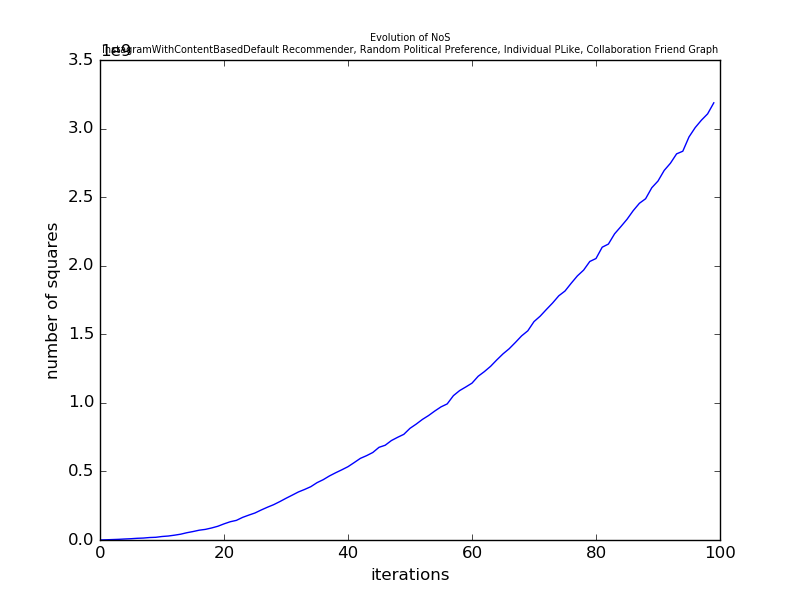 Evolution of NoS
InstagramWithContentBasedDefault Recommender, Random Political Preference, Individual PLike, Collaboration Friend Graph
1e9
3.5
3.0
2.5
2.0
1.5
1.0
0.5
0.0
number of squares
0 20 40 60 80 100
iterations